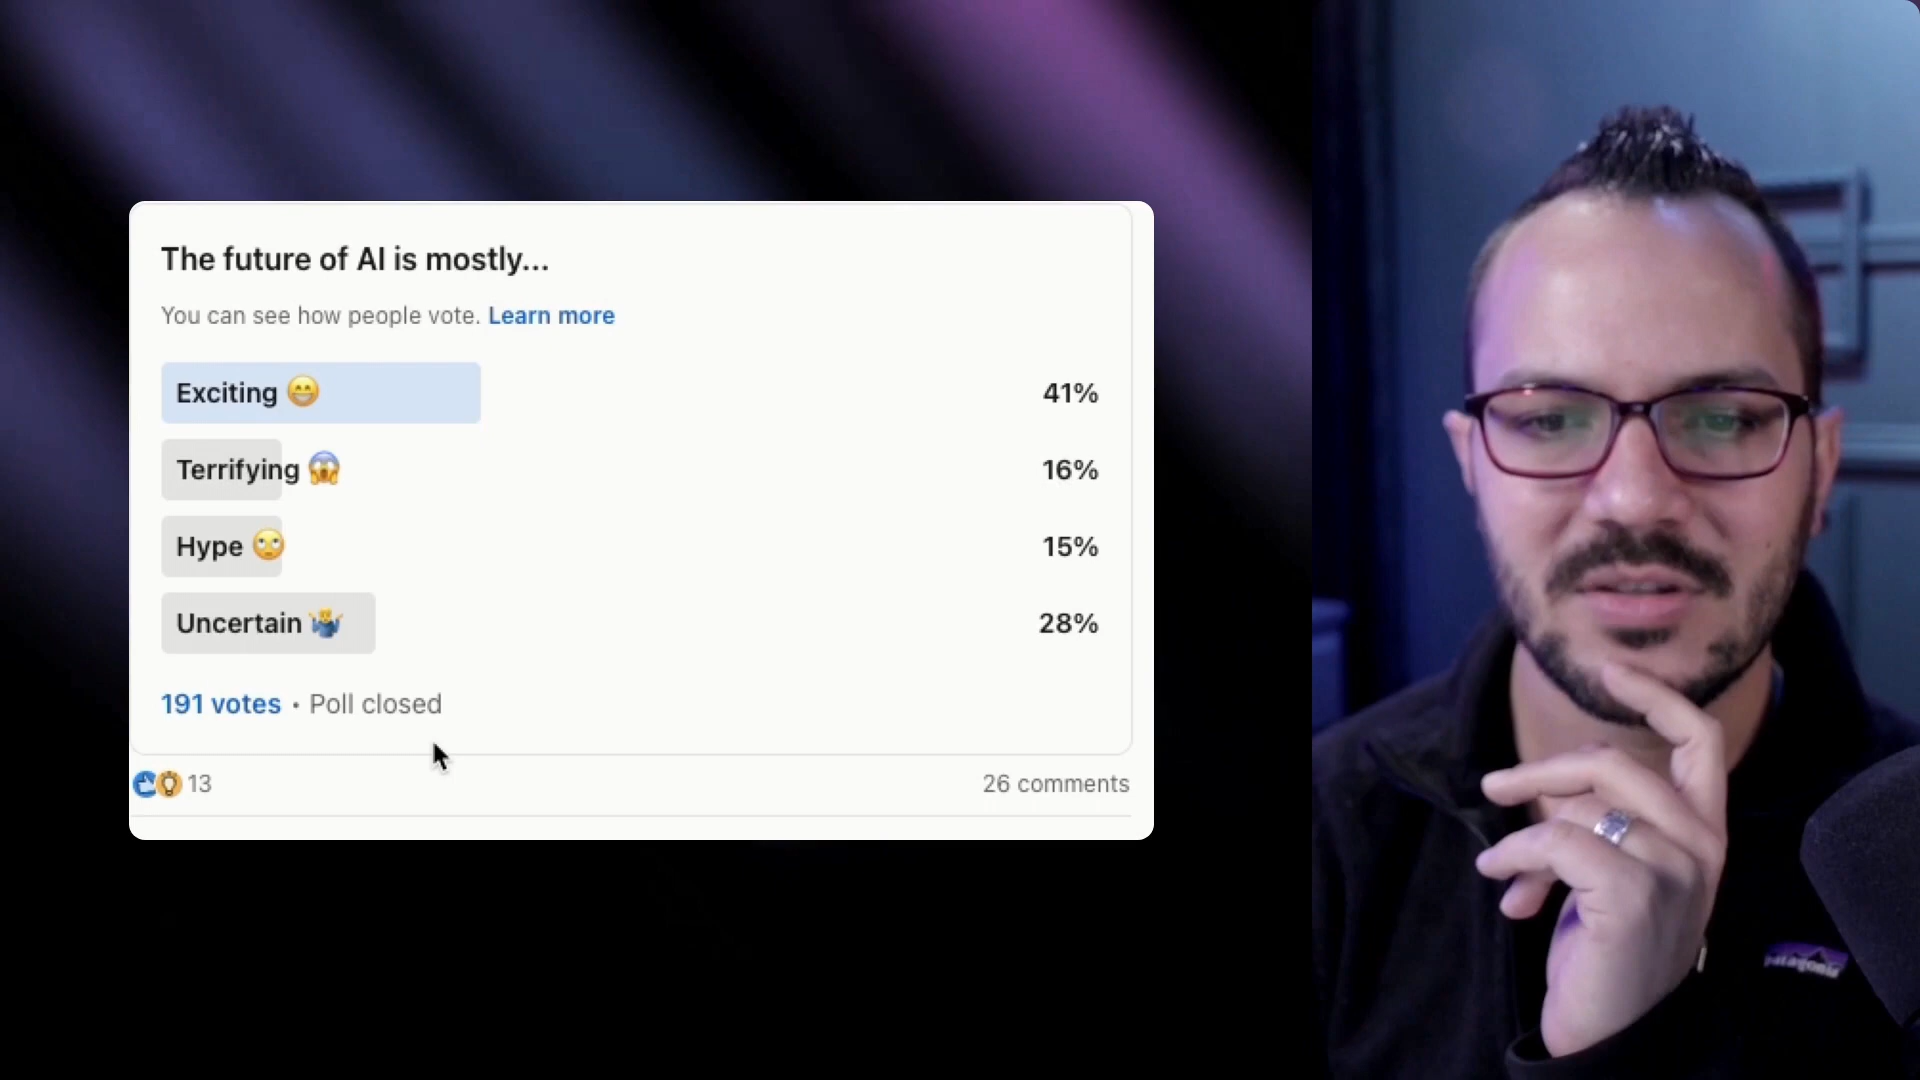 The future of AI is mostly...
You can see how people vote. Learn more
Exciting 😁 41%
Terrifying 😱 16%
Hype 🙄 15%
Uncertain 🤷 28%
191 votes • Poll closed
13 26 comments
patagonia